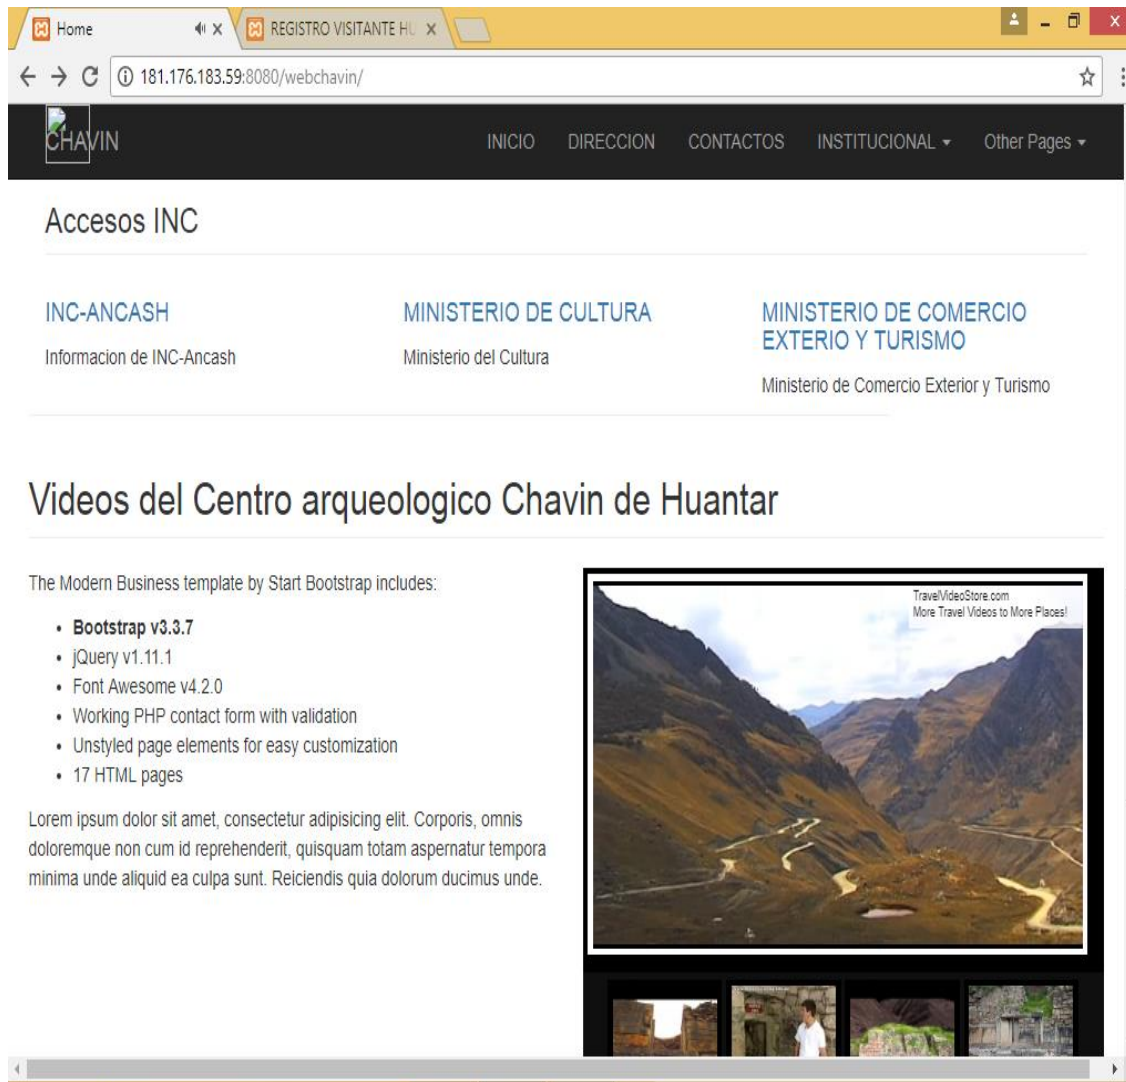 Home
REGISTRO VISITANTE HU
181.176.183.59:8080/webchavin/
CHAVIN
INICIO DIRECCION CONTACTOS INSTITUCIONAL Other Pages
Accesos INC
INC-ANCASH
Informacion de INC-Ancash
MINISTERIO DE CULTURA
Ministerio del Cultura
MINISTERIO DE COMERCIO
EXTERIO Y TURISMO
Ministerio de Comercio Exterior y Turismo
Videos del Centro arqueologico Chavin de Huantar
The Modern Business template by Start Bootstrap includes:
• Bootstrap v3.3.7
• jQuery v1.11.1
• Font Awesome v4.2.0
• Working PHP contact form with validation
• Unstyled page elements for easy customization
• 17 HTML pages
Lorem ipsum dolor sit amet, consectetur adipisicing elit. Corporis, omnis
doloremque non cum id reprehenderit, quisquam totam aspernatur tempora
minima unde aliquid ea culpa sunt. Reiciendis quia dolorum ducimus unde.
TravelVideoStore.com
More Travel Videos to More Places!